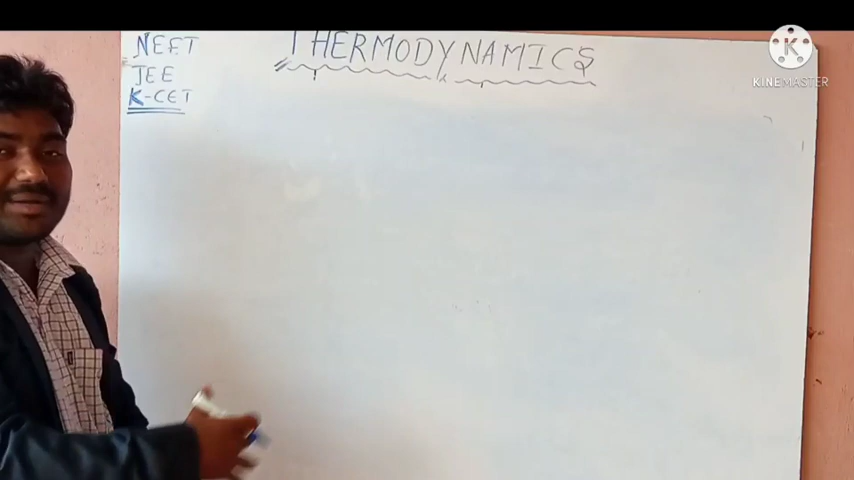 NEET
JEE
K-CET
THERMODYNAMICS
K
KINEMASTER